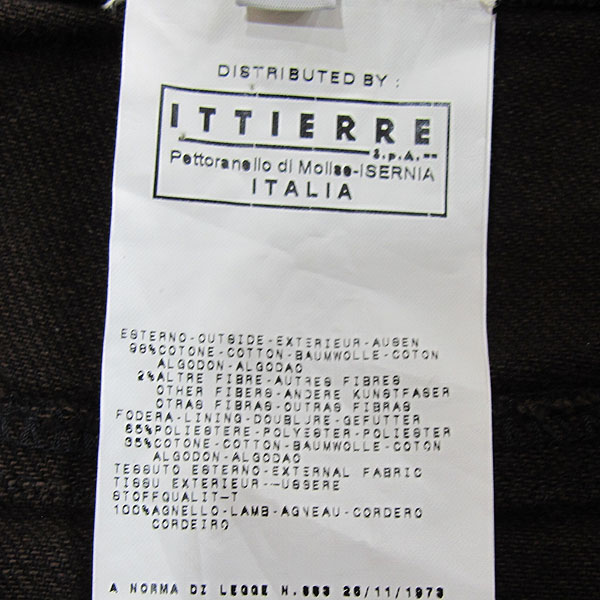 DISTRIBUTED BY :
ITTIERRE
S.p.A.
Pettoranello di Molise-ISERNIA
ITALIA
ESTERNO-OUTSIDE-EXTERIEUR-AUSEN
98%COTONE-COTTON-BAUMWOLLE-COTON
ALGODON-ALGODAO
2%ALTRE FIBRE-AUTRES FIBRES
OTHER FIBERS-ANDERE KUNSTFASER
OTRAS FIBRAS-OUTRAS FIBRAS
FODERA-LINING-DOUBLURE-GEFUTTER
65%POLIESTERE-POLYESTER-POLIESTER
35%COTONE-COTTON-BAUMWOLLE-COTON
ALGODON-ALGODAO
TESSUTO ESTERNO-EXTERNAL FABRIC
TISSU EXTERIEUR--USSERE
STOFFQUALIT-T
100%AGNELLO-LAMB-AGNEAU-CORDERO
CORDEIRO
A NORMA DI LEGGE N.883 26/11/1973